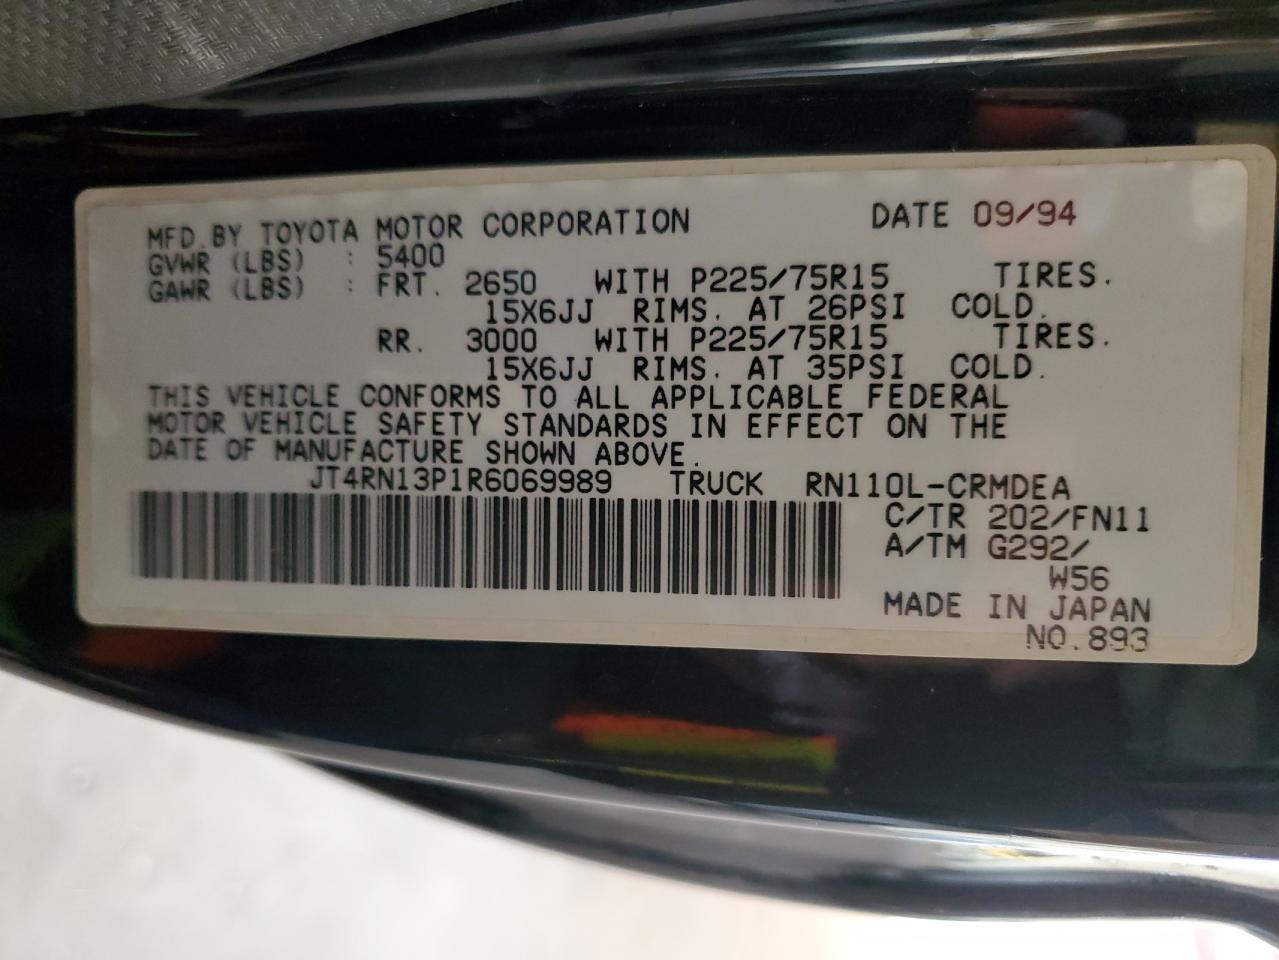 MFD.BY TOYOTA MOTOR CORPORATION DATE 09/94
GVWR (LBS) : 5400
GAWR (LBS) : FRT. 2650 WITH P225/75R15 TIRES.
15X6JJ RIMS. AT 26PSI COLD.
RR. 3000 WITH P225/75R15 TIRES.
15X6JJ RIMS. AT 35PSI COLD.
THIS VEHICLE CONFORMS TO ALL APPLICABLE FEDERAL
MOTOR VEHICLE SAFETY STANDARDS IN EFFECT ON THE
DATE OF MANUFACTURE SHOWN ABOVE.
JT4RN13P1R6069989 TRUCK RN110L-CRMDEA
C/TR 202/FN11
A/TM G292/
W56
MADE IN JAPAN
NO.893